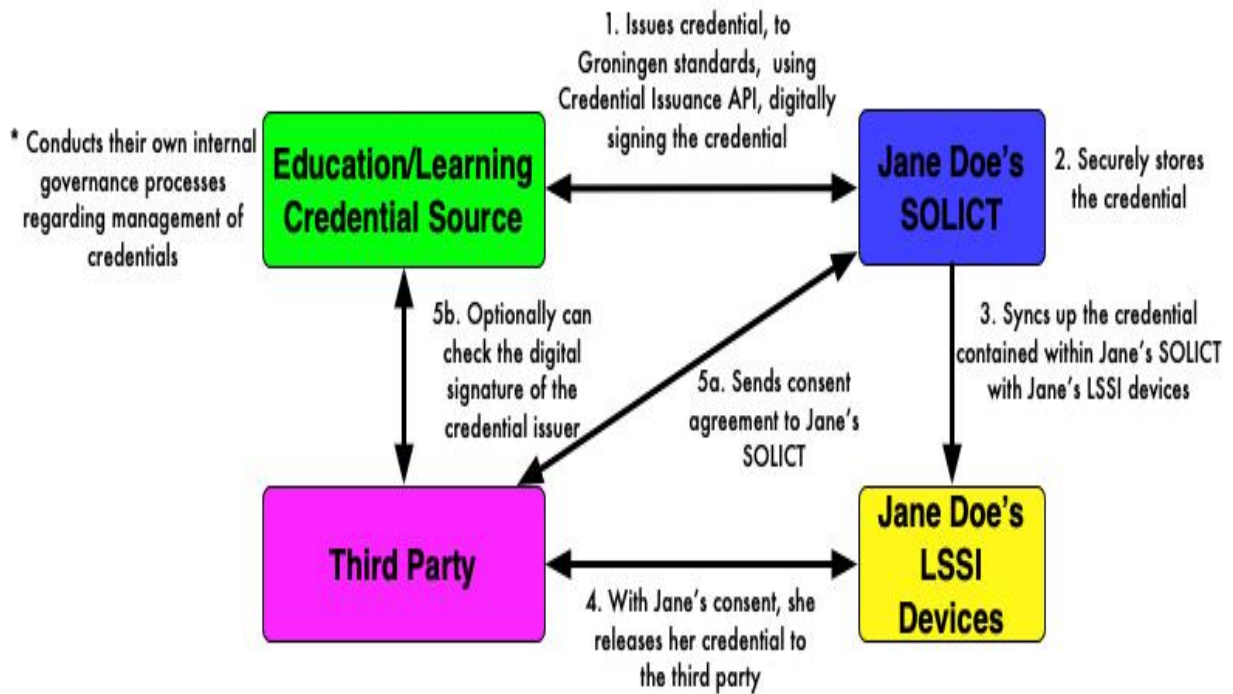 1. Issues credential, to
Groningen standards, using
Credential Issuance API, digitally
signing the credential
* Conducts their own internal
governance processes
regarding management of
credentials
Education/Learning
Credential Source
Jane Doe's
SOLICT
2. Securely stores
the credential
5b. Optionally can
check the digital
signature of the
credential issuer
5a. Sends consent
agreement to Jane's
SOLICT
3. Syncs up the credential
contained within Jane's SOLICT
with Jane's LSSI devices
Third Party
Jane Doe's
LSSI
Devices
4. With Jane's consent, she
releases her credential to
the third party